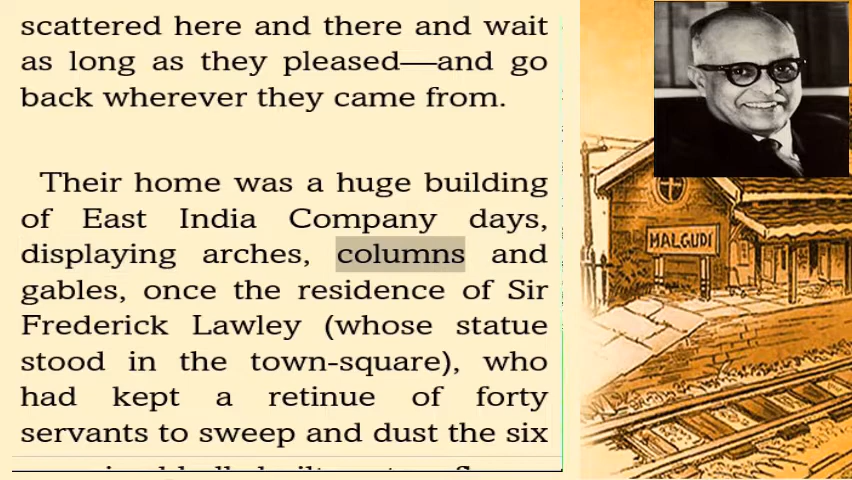 scattered here and there and wait
as long as they pleased—and go
back wherever they came from.
Their home was a huge building
of East India Company days,
displaying arches, columns and
gables, once the residence of Sir
Frederick Lawley (whose statue
stood in the town-square), who
had kept a retinue of forty
servants to sweep and dust the six
MALGUDI